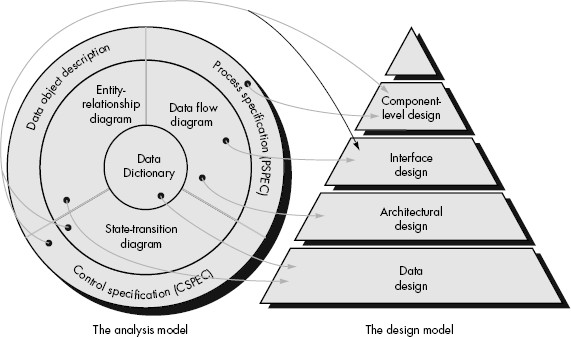 Data object description
Process specification (PSPEC)
Entity-
relationship
diagram
Data flow
diagram
Data
Dictionary
State-transition
diagram
Control specification (CSPEC)
The analysis model
Component-
level design
Interface
design
Architectural
design
Data
design
The design model